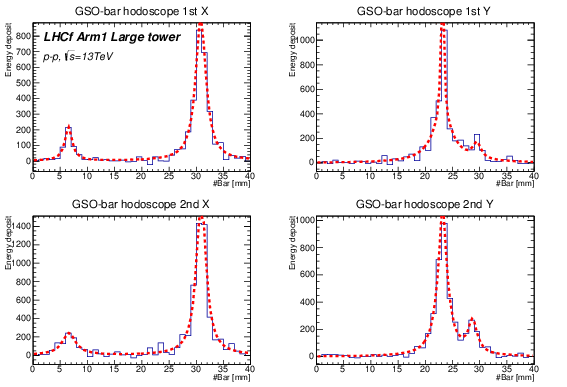 GSO-bar hodoscope 1st X
Energy deposit
800
700
600
500
400
300
200
100
0
LHCf Arm1 Large tower
p-p, √s=13TeV
0 5 10 15 20 25 30 35 40
#Bar [mm]
GSO-bar hodoscope 1st Y
Energy deposit
1000
800
600
400
200
0
0 5 10 15 20 25 30 35 40
#Bar [mm]
GSO-bar hodoscope 2nd X
Energy deposit
1400
1200
1000
800
600
400
200
0
0 5 10 15 20 25 30 35 40
#Bar [mm]
GSO-bar hodoscope 2nd Y
Energy deposit
1000
800
600
400
200
0
0 5 10 15 20 25 30 35 40
#Bar [mm]